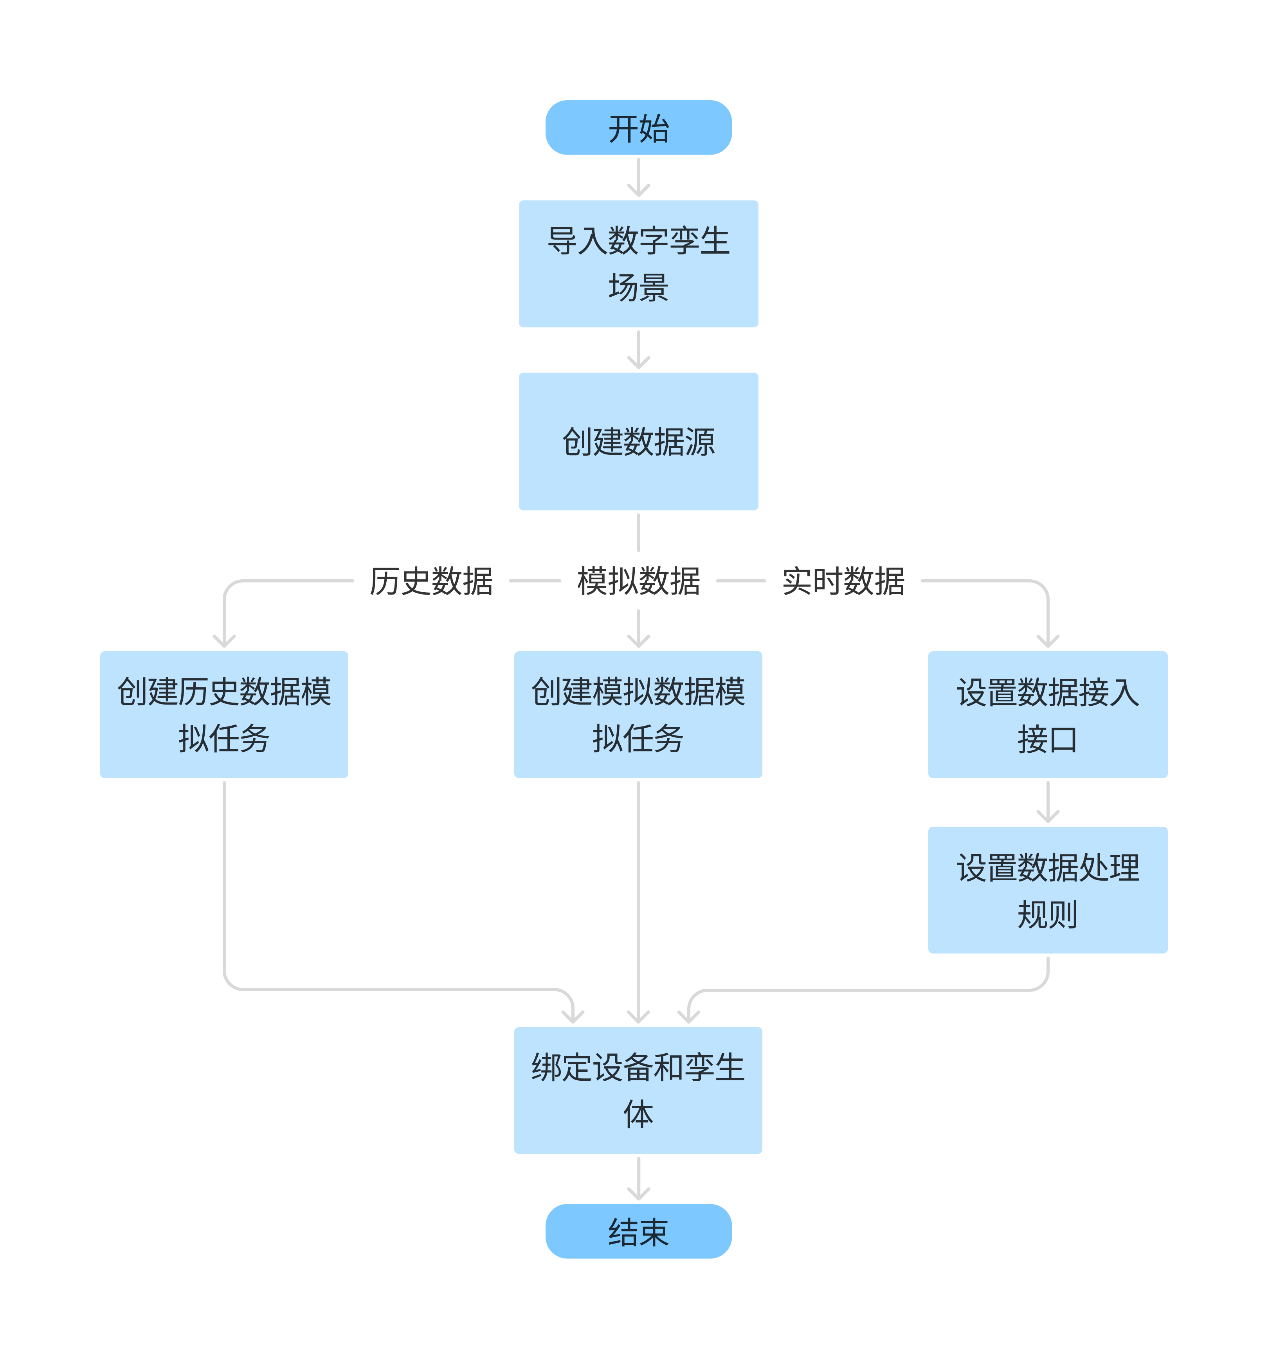 开始
导入数字孪生
场景
创建数据源
历史数据
模拟数据
实时数据
创建历史数据模
拟任务
创建模拟数据模
拟任务
设置数据接入
接口
设置数据处理
规则
绑定设备和孪生
体
结束